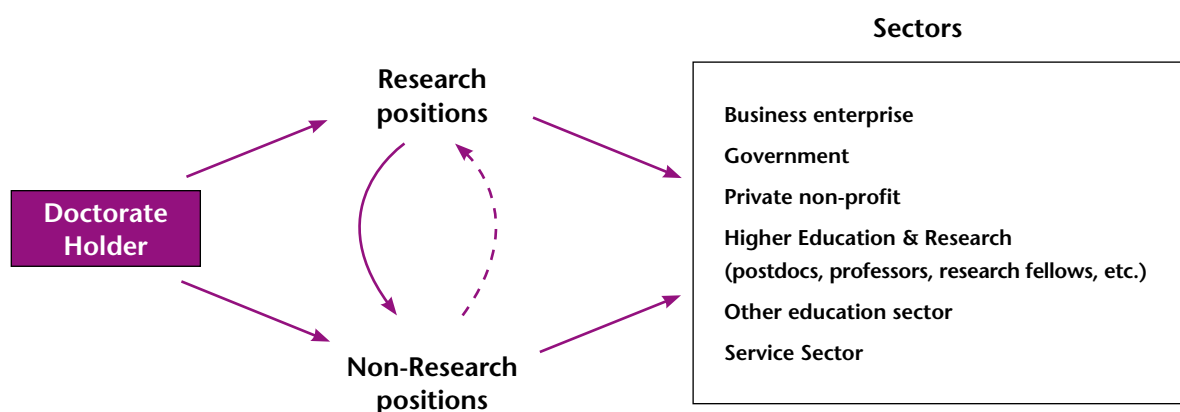 Sectors
Research
positions
Business enterprise
Government
Private non-profit
Doctorate
Holder
Higher Education & Research
(postdocs, professors, research fellows, etc.)
Other education sector
Service Sector
Non-Research
positions